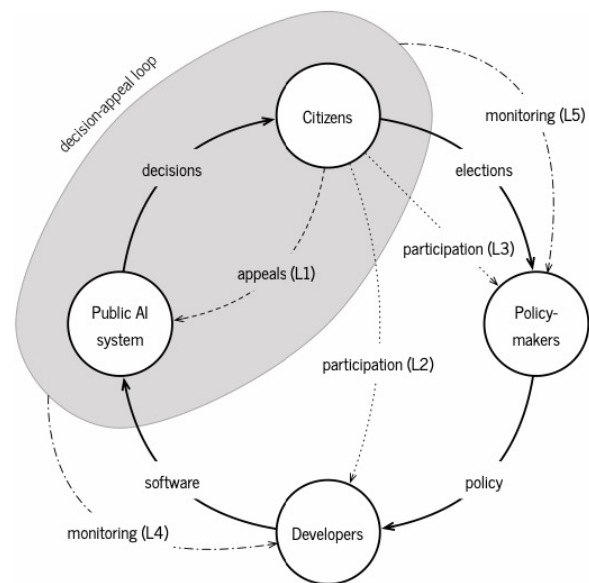 decision-appeal loop
Citizens
monitoring (L5)
decisions
elections
participation (L3)
appeals (L1)
Public AI
system
Policy-
makers
participation (L2)
software
policy
monitoring (L4)
Developers